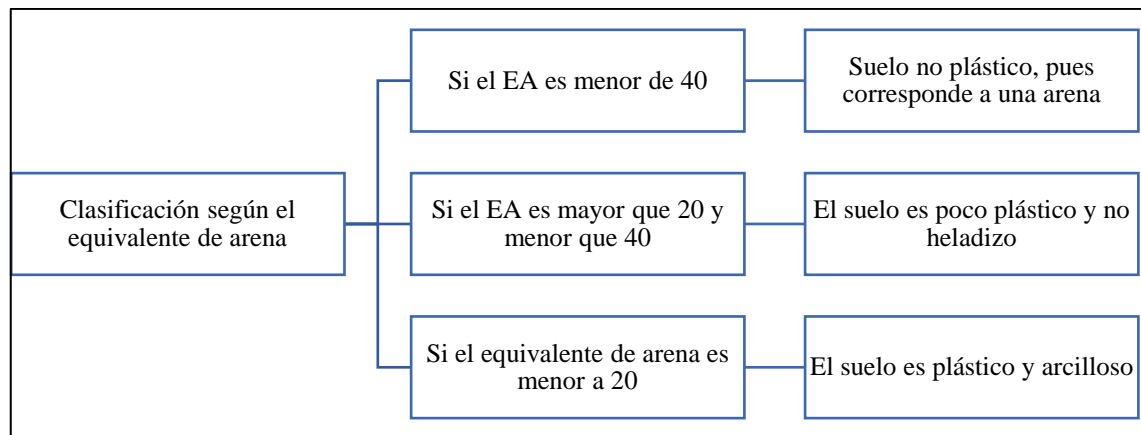 Clasificación según el
equivalente de arena
Si el EA es menor de 40
Suelo no plástico, pues
corresponde a una arena
Si el EA es mayor que 20 y
menor que 40
El suelo es poco plástico y no
heladizo
Si el equivalente de arena es
menor a 20
El suelo es plástico y arcilloso